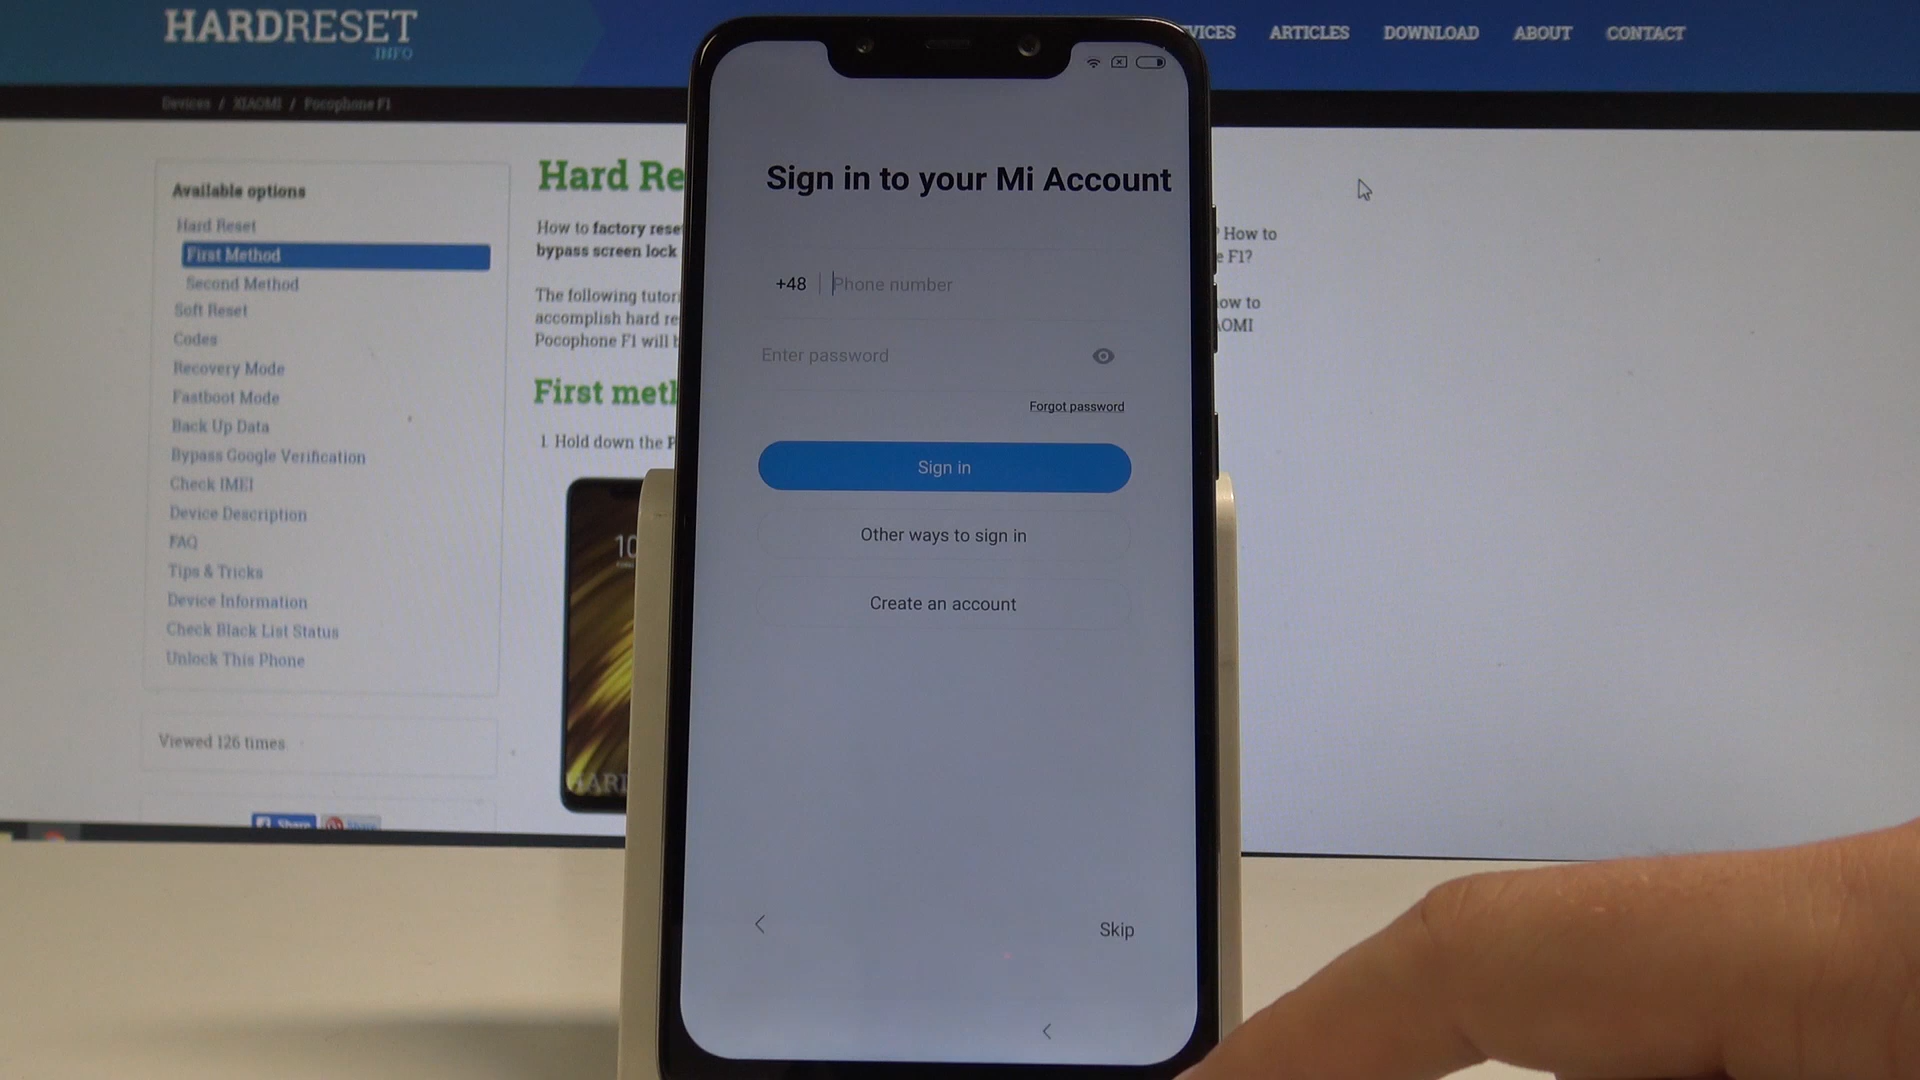 HARDRESET
.INFO
VICES ARTICLES DOWNLOAD ABOUT CONTACT
Devices / XIAOMI / Pocophone F1
Available options
Hard Reset
First Method
Second Method
Soft Reset
Codes
Recovery Mode
Fastboot Mode
Back Up Data
Bypass Google Verification
Check IMEI
Device Description
FAQ
Tips & Tricks
Device Information
Check Black List Status
Unlock This Phone
Viewed 126 times
Share
Share
Hard Re
How to factory rese
bypass screen lock
The following tutor
accomplish hard re
Pocophone F1 will b
First meth
1. Hold down the P
10
HARD
? How to
e F1?
ow to
AOMI
Sign in to your Mi Account
+48 Phone number
Enter password
Forgot password
Sign in
Other ways to sign in
Create an account
Skip